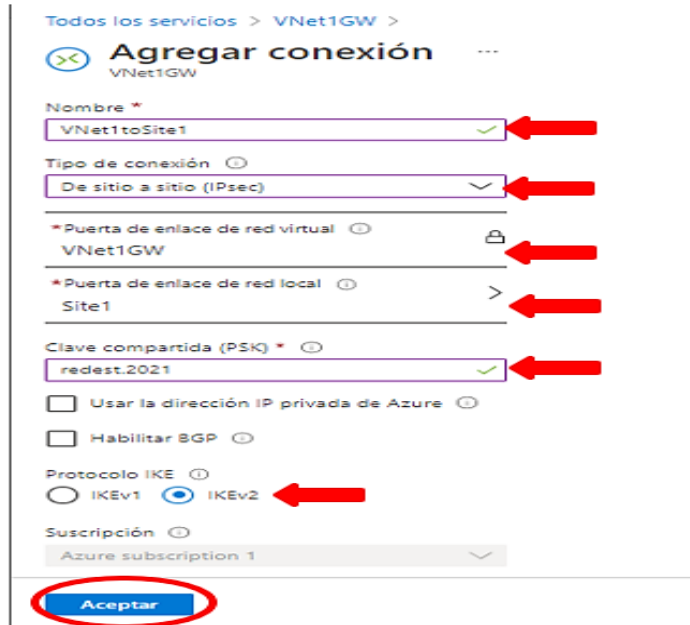 Todos los servicios > VNet1GW >
Agregar conexión ...
VNet1GW
Nombre *
VNet1toSite1
Tipo de conexión
De sitio a sitio (IPsec)
*Puerta de enlace de red virtual
VNet1GW
*Puerta de enlace de red local
Site1
Clave compartida (PSK) *
redest.2021
Usar la dirección IP privada de Azure
Habilitar BGP
Protocolo IKE
IKEv1 IKEv2
Suscripción
Azure subscription 1
Aceptar